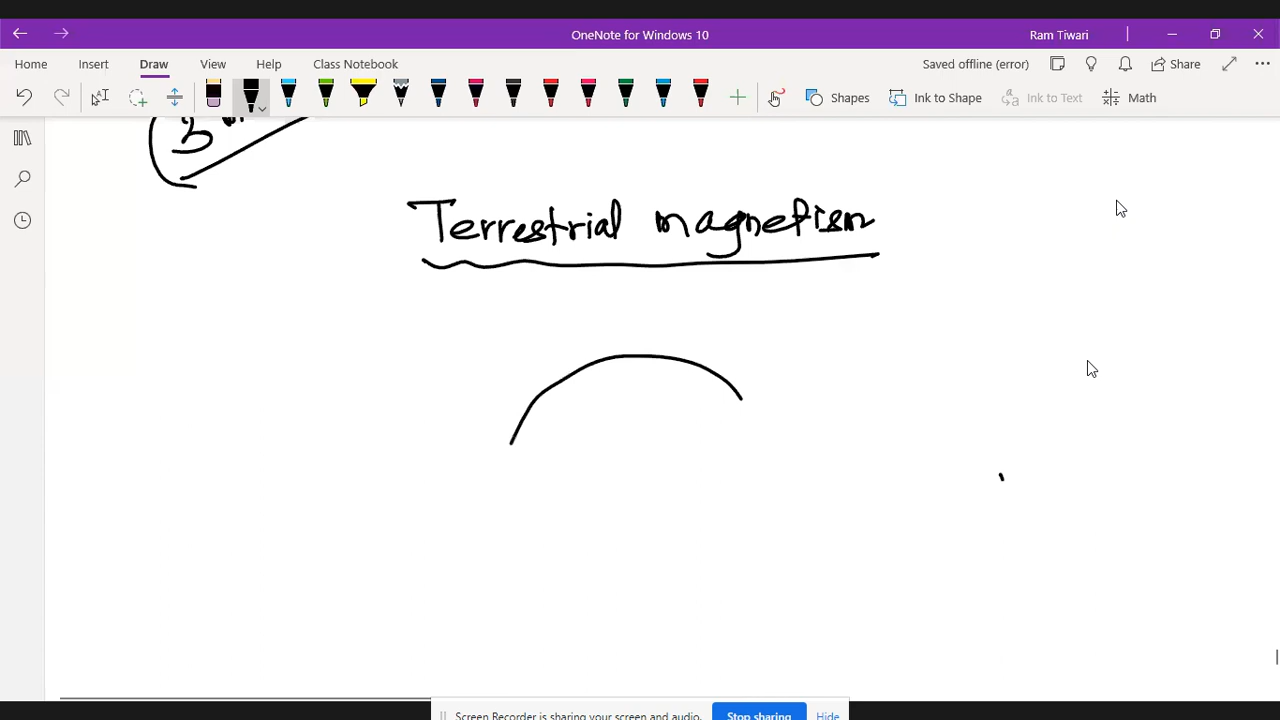 OneNote for Windows 10
Ram Tiwari
Home Insert Draw View Help Class Notebook
Saved offline (error) Share
Shapes Ink to Shape Ink to Text Math
3
Terrestrial magnetism
Screen Recorder is sharing your screen and audio. Stop sharing Hide